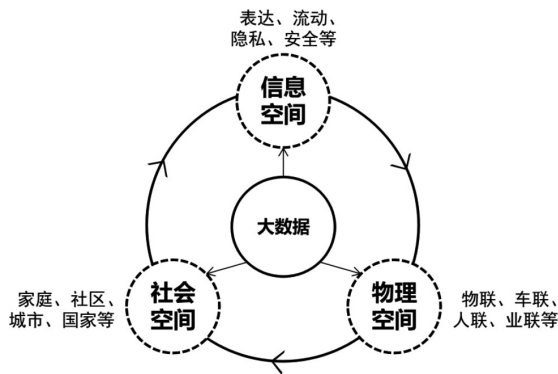 表达、流动、
隐私、安全等
信息
空间
大数据
家庭、社区、
城市、国家等
社会
空间
物理
空间
物联、车联、
人联、业联等